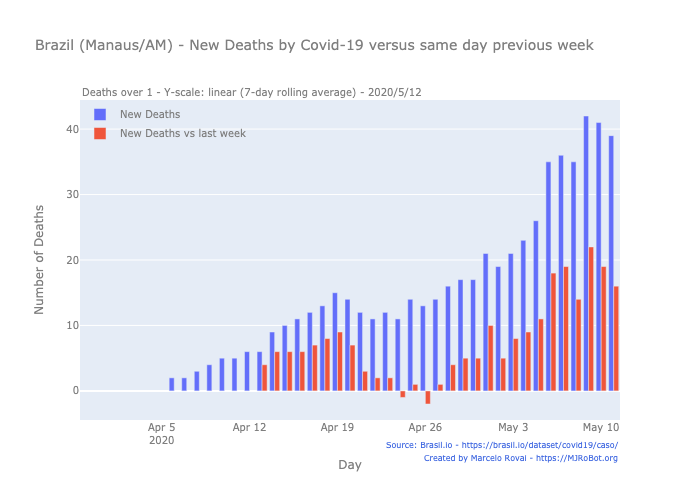 Brazil (Manaus/AM) - New Deaths by Covid-19 versus same day previous week
Deaths over 1 - Y-scale: linear (7-day rolling average) - 2020/5/12
New Deaths
New Deaths vs last week
40
30
20
10
0
Number of Deaths
Apr 5
2020
Apr 12
Apr 19
Apr 26
May 3
May 10
Day
Source: Brasil.io - https://brasil.io/dataset/covid19/caso/
Created by Marcelo Rovai - https://MJRoBot.org